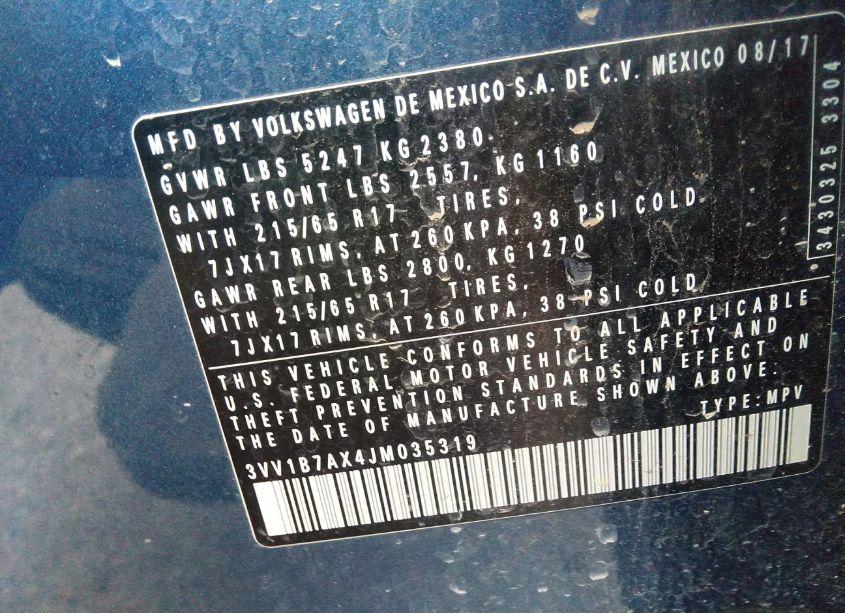 MFD BY VOLKSWAGEN DE MEXICO S.A. DE C.V. MEXICO 08/17
GVWR LBS 5247 KG 2380
GAWR FRONT LBS 2557, KG 1160
WITH 215/65 R17 TIRES,
7JX17 RIMS, AT 260 KPA, 38 PSI COLD.
GAWR REAR LBS 2800, KG 1270
WITH 215/65 R17 TIRES,
7JX17 RIMS, AT 260 KPA, 38 PSI COLD
THIS VEHICLE CONFORMS TO ALL APPLICABLE
U.S. FEDERAL MOTOR VEHICLE SAFETY AND
THEFT PREVENTION STANDARDS IN EFFECT ON
THE DATE OF MANUFACTURE SHOWN ABOVE.
TYPE:MPV
3VV1B7AX4JM035319
3430325 3304